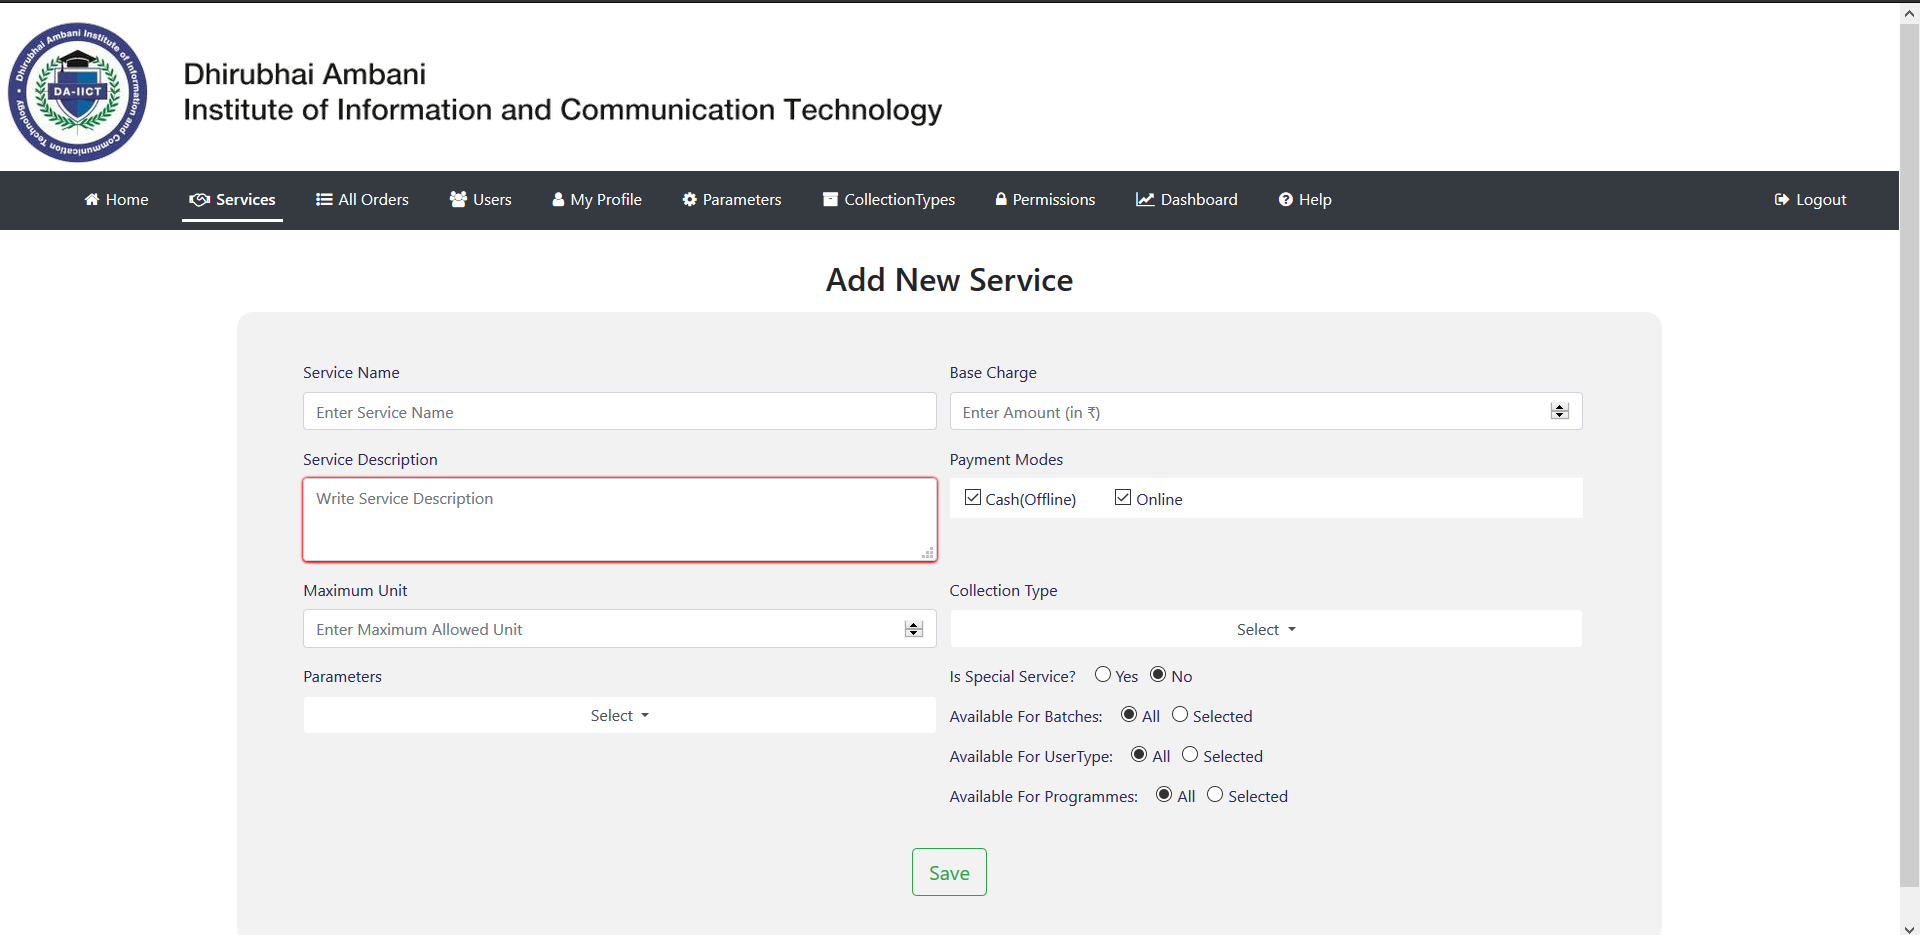 Dhirubhai Ambani Institute of Information and Communication Technology
DA-IICT
Dhirubhai Ambani
Institute of Information and Communication Technology
Home Services All Orders Users My Profile Parameters CollectionTypes Permissions Dashboard Help Logout
Add New Service
Service Name
Enter Service Name
Base Charge
Enter Amount (in ₹)
Service Description
Write Service Description
Payment Modes
Cash(Offline) Online
Maximum Unit
Enter Maximum Allowed Unit
Collection Type
Select
Parameters
Select
Is Special Service? Yes No
Available For Batches: All Selected
Available For UserType: All Selected
Available For Programmes: All Selected
Save